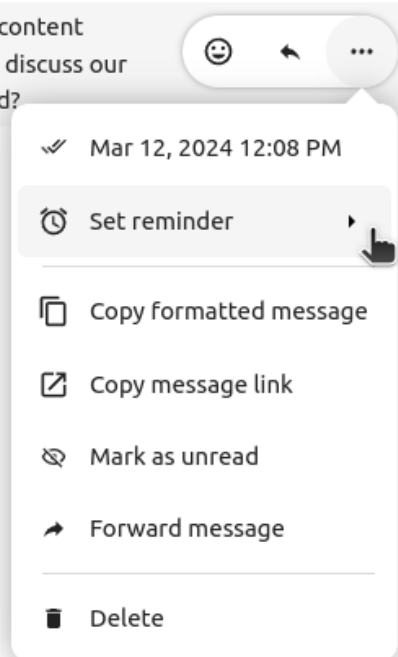 content
discuss our
d?
Mar 12, 2024 12:08 PM
Set reminder
Copy formatted message
Copy message link
Mark as unread
Forward message
Delete